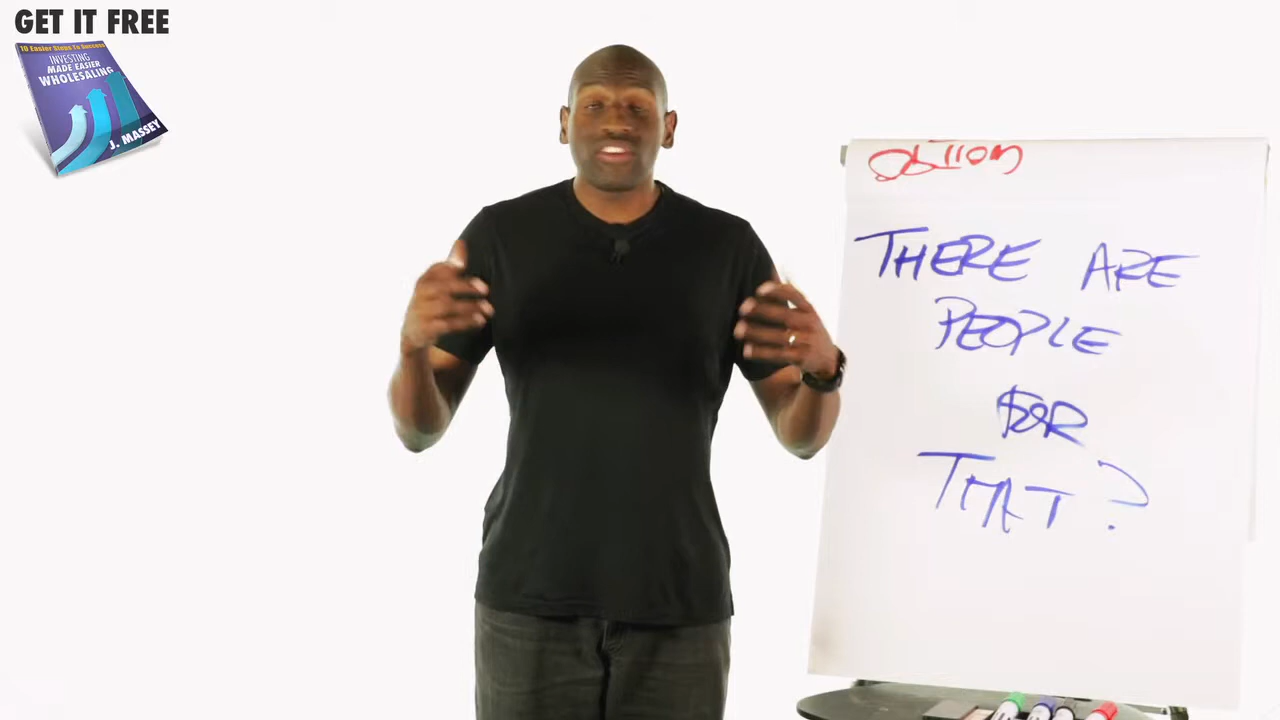 GET IT FREE
10 Easier Steps To Success
INVESTING
MADE EASIER
WHOLESALING
J. MASSEY
THERE ARE
PEOPLE
FOR
THAT?